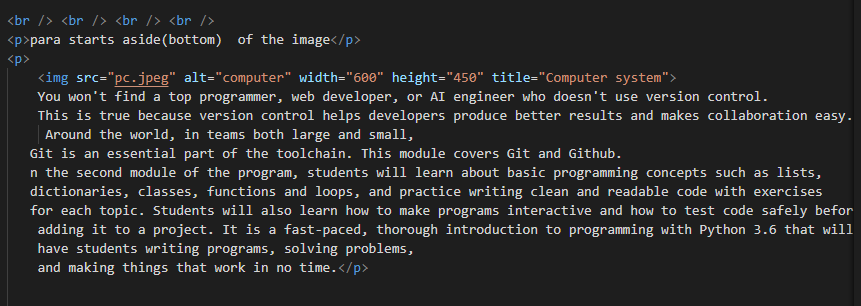 <br /> <br /> <br /> <br />
<p>para starts aside(bottom)  of the image</p>
<p>
<img src="pc.jpeg" alt="computer" width="600" height="450" title="Computer system">
You won't find a top programmer, web developer, or AI engineer who doesn't use version control.
This is true because version control helps developers produce better results and makes collaboration easy.
Around the world, in teams both large and small,
Git is an essential part of the toolchain. This module covers Git and Github.
n the second module of the program, students will learn about basic programming concepts such as lists,
dictionaries, classes, functions and loops, and practice writing clean and readable code with exercises
for each topic. Students will also learn how to make programs interactive and how to test code safely befor
adding it to a project. It is a fast-paced, thorough introduction to programming with Python 3.6 that will
have students writing programs, solving problems,
and making things that work in no time.</p>